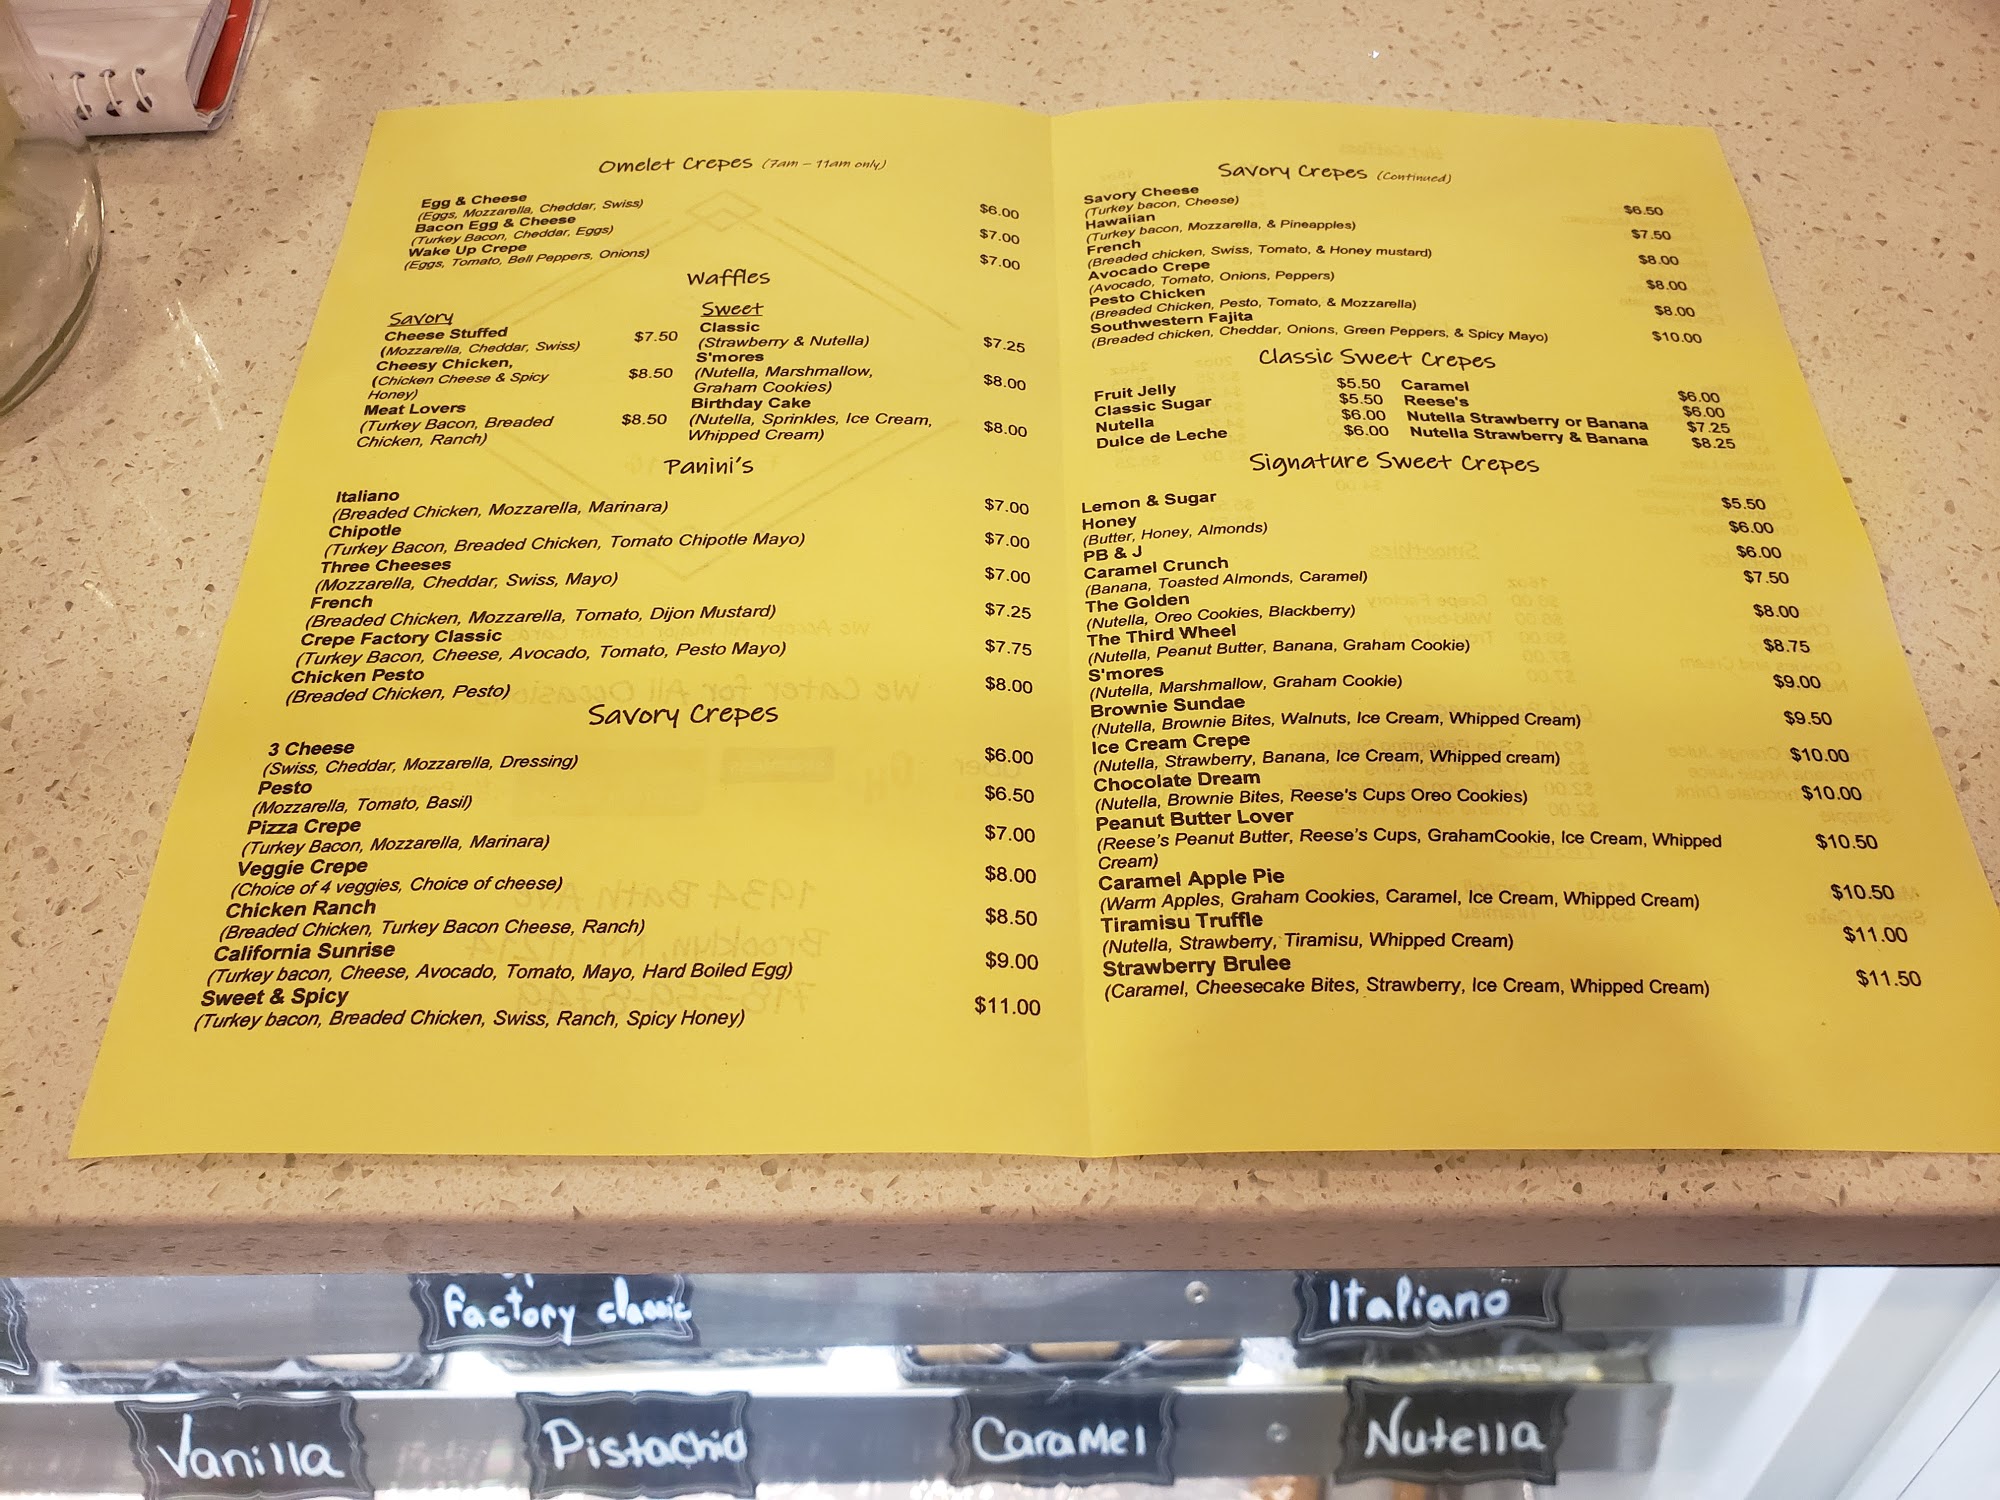 Omelet Crepes (7am – 11am only)
Egg & Cheese
(Eggs, Mozzarella, Cheddar, Swiss) $6.00
Bacon Egg & Cheese
(Turkey Bacon, Cheddar, Eggs) $7.00
Wake Up Crepe
(Eggs, Tomato, Bell Peppers, Onions) $7.00
Waffles
Savory
Cheese Stuffed $7.50
(Mozzarella, Cheddar, Swiss)
Cheesy Chicken,
(Chicken Cheese & Spicy $8.50
Honey)
Meat Lovers
(Turkey Bacon, Breaded $8.50
Chicken, Ranch)
Sweet
Classic
(Strawberry & Nutella) $7.25
S'mores
(Nutella, Marshmallow, $8.00
Graham Cookies)
Birthday Cake
(Nutella, Sprinkles, Ice Cream, $8.00
Whipped Cream)
Panini's
Italiano
(Breaded Chicken, Mozzarella, Marinara) $7.00
Chipotle
(Turkey Bacon, Breaded Chicken, Tomato Chipotle Mayo) $7.00
Three Cheeses
(Mozzarella, Cheddar, Swiss, Mayo) $7.00
French
(Breaded Chicken, Mozzarella, Tomato, Dijon Mustard) $7.25
Crepe Factory Classic
(Turkey Bacon, Cheese, Avocado, Tomato, Pesto Mayo) $7.75
Chicken Pesto
(Breaded Chicken, Pesto) $8.00
Savory Crepes
3 Cheese
(Swiss, Cheddar, Mozzarella, Dressing) $6.00
Pesto
(Mozzarella, Tomato, Basil) $6.50
Pizza Crepe
(Turkey Bacon, Mozzarella, Marinara) $7.00
Veggie Crepe
(Choice of 4 veggies, Choice of cheese) $8.00
Chicken Ranch
(Breaded Chicken, Turkey Bacon Cheese, Ranch) $8.50
California Sunrise
(Turkey bacon, Cheese, Avocado, Tomato, Mayo, Hard Boiled Egg) $9.00
Sweet & Spicy
(Turkey bacon, Breaded Chicken, Swiss, Ranch, Spicy Honey) $11.00
Savory Crepes (Continued)
Savory Cheese
(Turkey bacon, Cheese) $6.50
Hawaiian
(Turkey bacon, Mozzarella, & Pineapples) $7.50
French
(Breaded chicken, Swiss, Tomato, & Honey mustard) $8.00
Avocado Crepe
(Avocado, Tomato, Onions, Peppers) $8.00
Pesto Chicken
(Breaded Chicken, Pesto, Tomato, & Mozzarella) $8.00
Southwestern Fajita
(Breaded chicken, Cheddar, Onions, Green Peppers, & Spicy Mayo) $10.00
Classic Sweet Crepes
Fruit Jelly $5.50 Caramel $6.00
Classic Sugar $5.50 Reese's $6.00
Nutella $6.00 Nutella Strawberry or Banana $7.25
Dulce de Leche $6.00 Nutella Strawberry & Banana $8.25
Signature Sweet Crepes
Lemon & Sugar $5.50
Honey $6.00
(Butter, Honey, Almonds)
PB & J $6.00
Caramel Crunch $7.50
(Banana, Toasted Almonds, Caramel)
The Golden $8.00
(Nutella, Oreo Cookies, Blackberry)
The Third Wheel $8.75
(Nutella, Peanut Butter, Banana, Graham Cookie)
S'mores $9.00
(Nutella, Marshmallow, Graham Cookie)
Brownie Sundae $9.50
(Nutella, Brownie Bites, Walnuts, Ice Cream, Whipped Cream)
Ice Cream Crepe $10.00
(Nutella, Strawberry, Banana, Ice Cream, Whipped cream)
Chocolate Dream $10.00
(Nutella, Brownie Bites, Reese's Cups Oreo Cookies)
Peanut Butter Lover
(Reese's Peanut Butter, Reese's Cups, GrahamCookie, Ice Cream, Whipped $10.50
Cream)
Caramel Apple Pie
(Warm Apples, Graham Cookies, Caramel, Ice Cream, Whipped Cream) $10.50
Tiramisu Truffle
(Nutella, Strawberry, Tiramisu, Whipped Cream) $11.00
Strawberry Brulee
(Caramel, Cheesecake Bites, Strawberry, Ice Cream, Whipped Cream) $11.50
Factory classic
Italiano
Vanilla
Pistachio
Caramel
Nutella